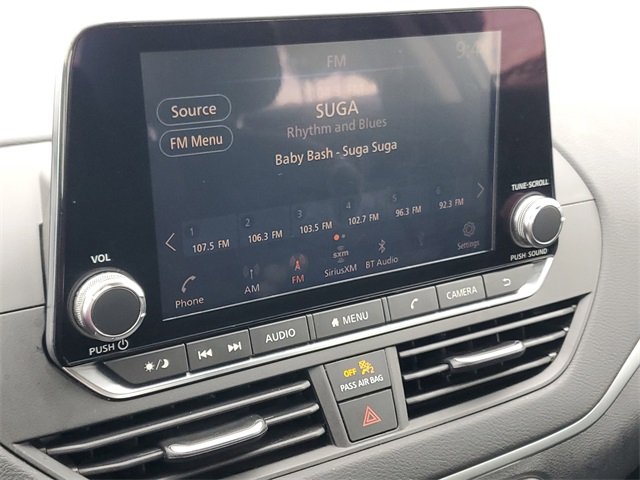 FM
Source
SUGA
Rhythm and Blues
FM Menu
Baby Bash - Suga Suga
1 2 3 4 5 6
107.5 FM 106.3 FM 103.5 FM 102.7 FM 96.3 FM 92.3 FM
TUNE·SCROLL
PUSH SOUND
VOL
PUSH
sxm
Phone AM FM SiriusXM BT Audio Settings
AUDIO MENU CAMERA
OFF
PASS AIR BAG